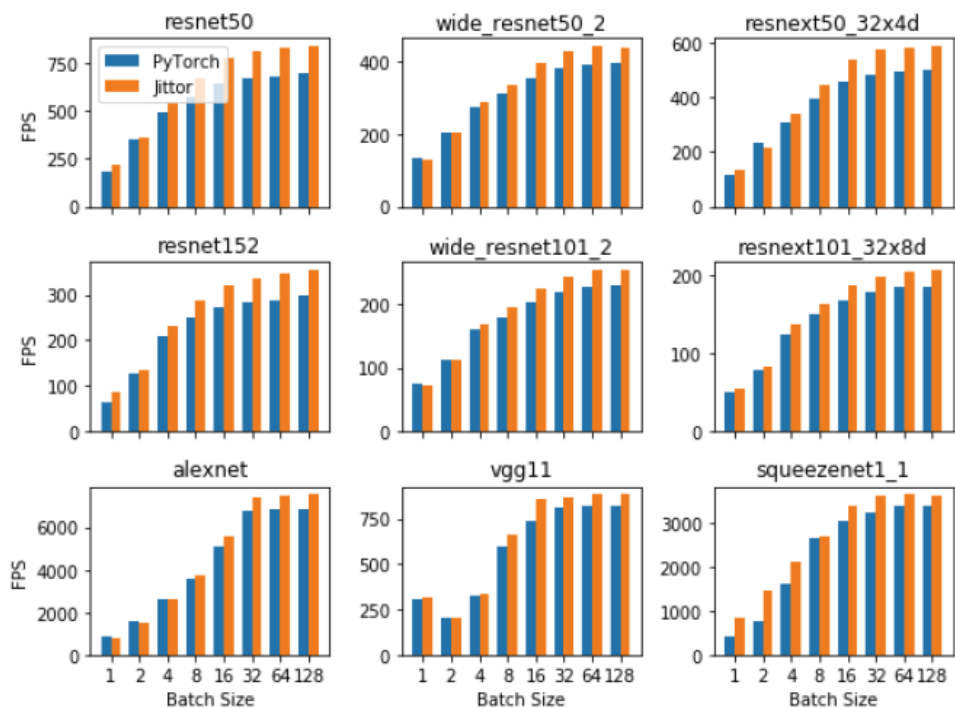 resnet50 wide_resnet50_2 resnext50_32x4d
PyTorch
Jittor
FPS
750
500
250
0
400
200
0
600
400
200
0
resnet152 wide_resnet101_2 resnext101_32x8d
FPS
300
200
100
0
200
100
0
200
100
0
alexnet vgg11 squeezenet1_1
FPS
6000
4000
2000
0
750
500
250
0
3000
2000
1000
0
1 2 4 8 16 32 64 128
1 2 4 8 16 32 64 128
1 2 4 8 16 32 64 128
Batch Size Batch Size Batch Size